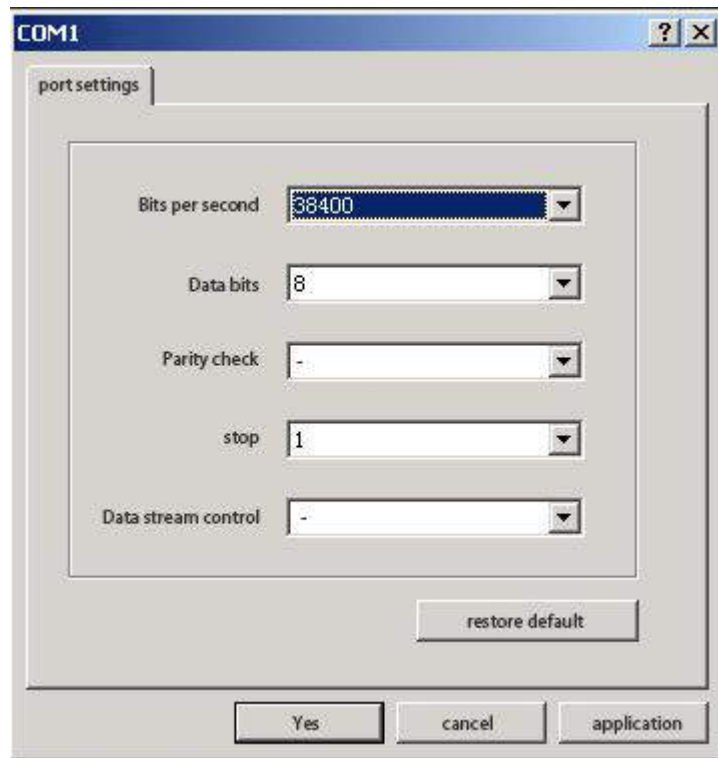 COM1
port settings
Bits per second 38400
Data bits 8
Parity check -
stop 1
Data stream control -
restore default
Yes cancel application